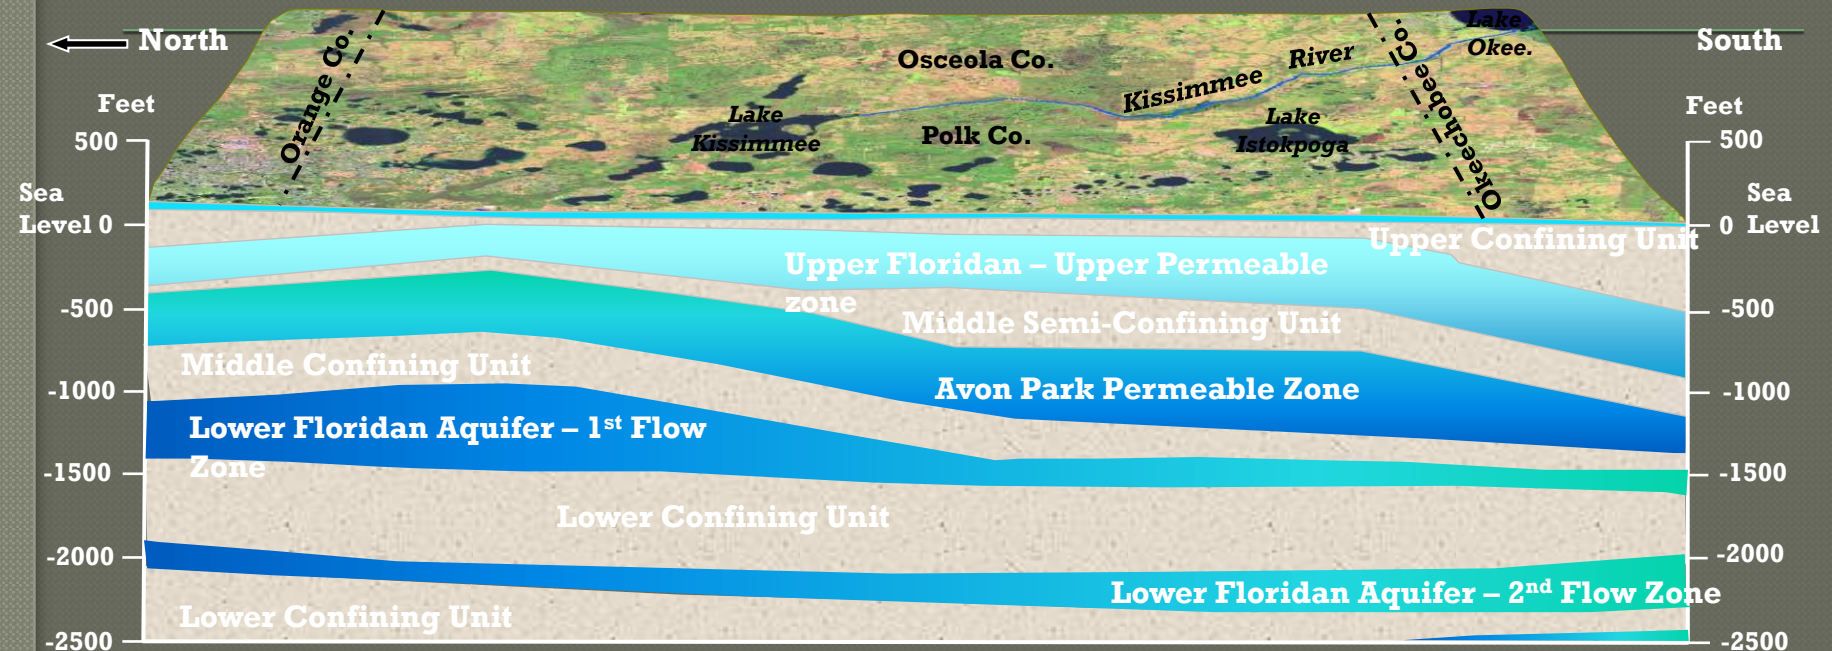 North
South
Orange Co.
Osceola Co.
Kissimmee River
Okeechobee Co.
Lake
Okee.
Lake
Kissimmee
Polk Co.
Lake
Istokpoga
Feet
500
Sea
Level 0
-500
-1000
-1500
-2000
-2500
Feet
500
Sea
0 Level
-500
-1000
-1500
-2000
-2500
Upper Confining Unit
Upper Floridan – Upper Permeable
zone
Middle Semi-Confining Unit
Middle Confining Unit
Avon Park Permeable Zone
Lower Floridan Aquifer – 1st Flow
Zone
Lower Confining Unit
Lower Floridan Aquifer – 2nd Flow Zone
Lower Confining Unit